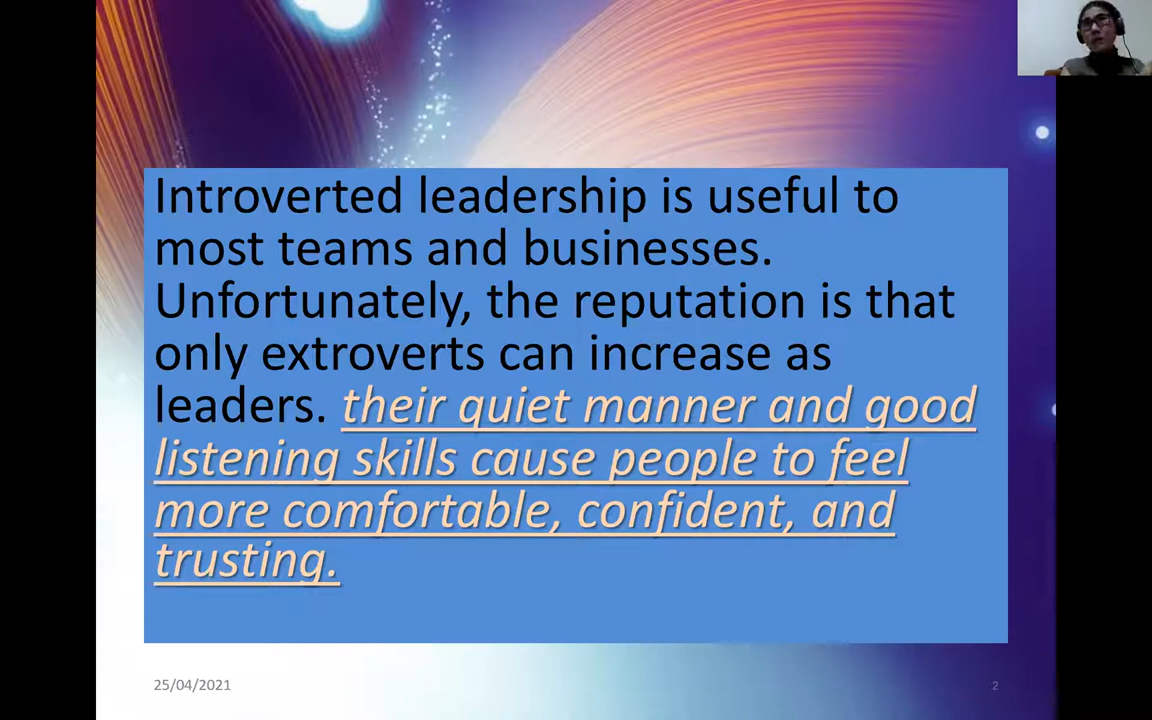 Introverted leadership is useful to
most teams and businesses.
Unfortunately, the reputation is that
only extroverts can increase as
leaders. their quiet manner and good
listening skills cause people to feel
more comfortable, confident, and
trusting.
25/04/2021
2